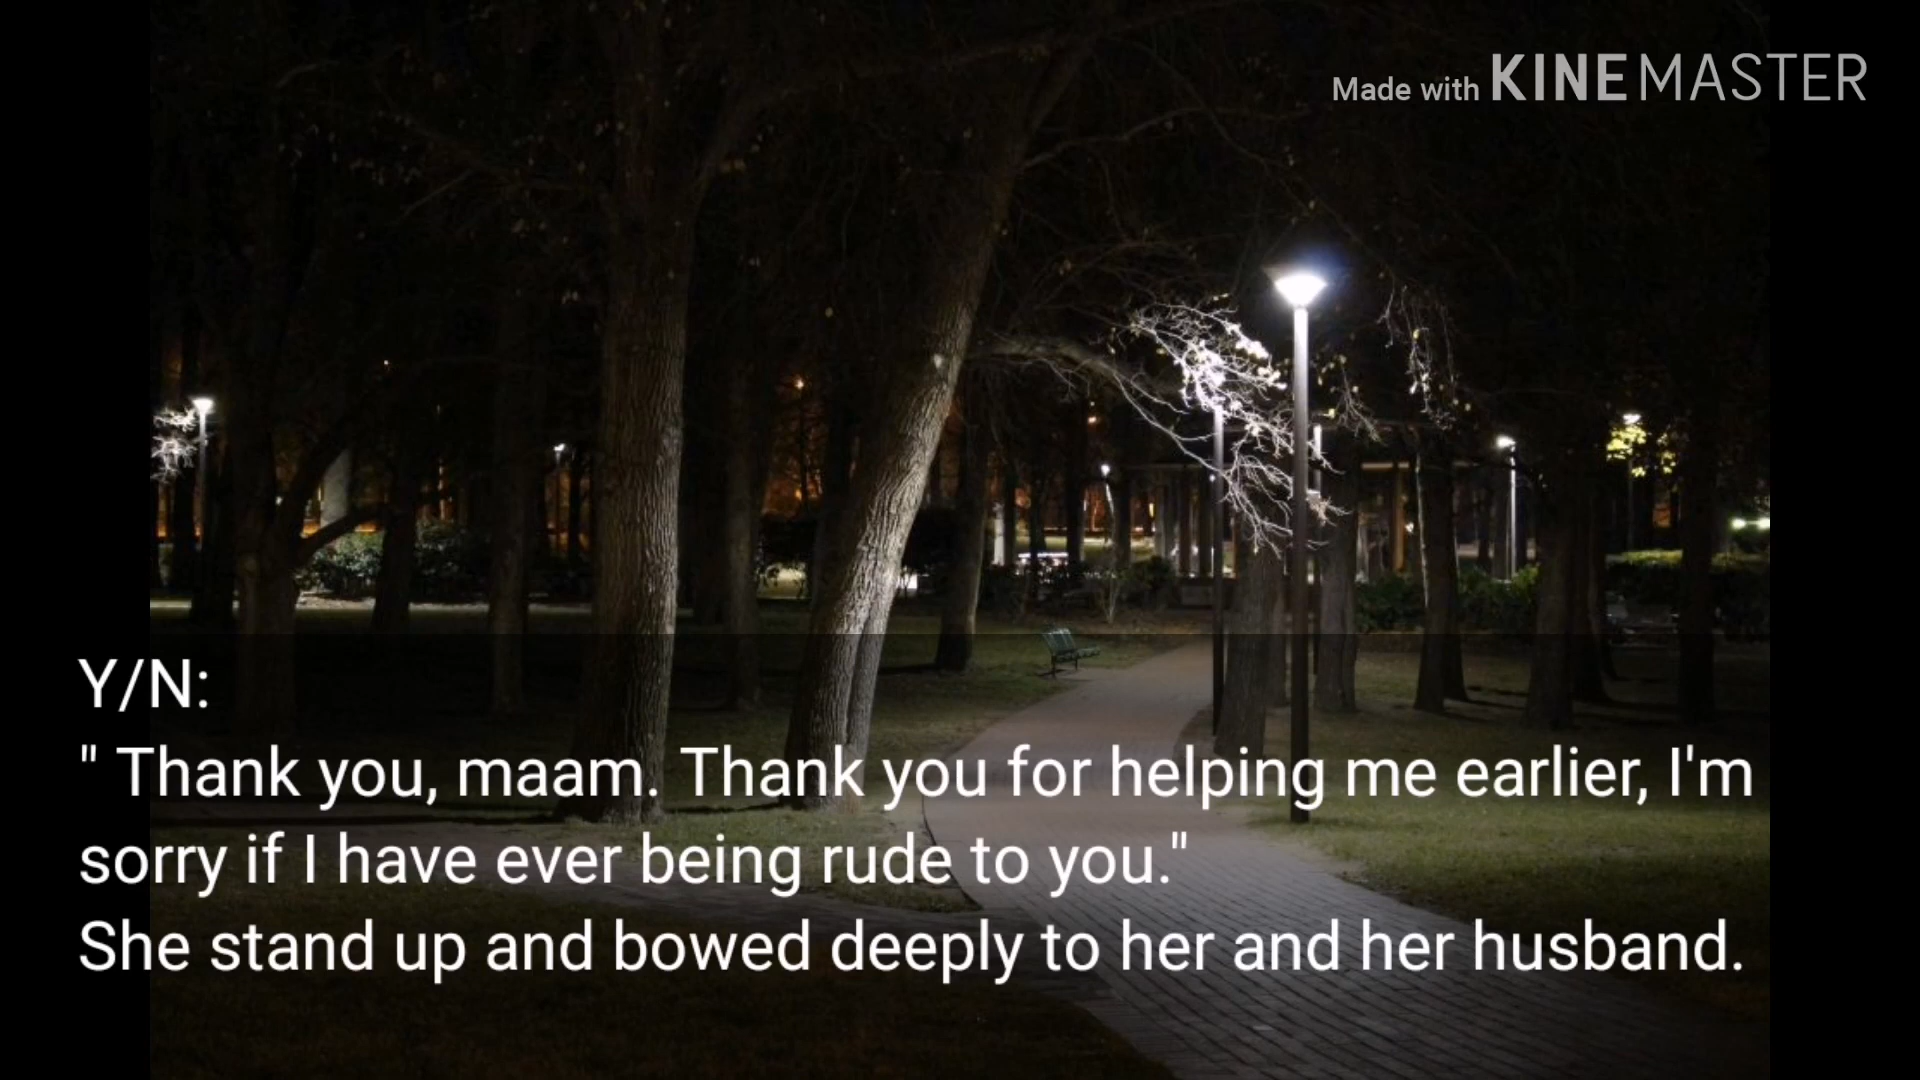 Made with KINEMASTER
Y/N:
" Thank you, maam. Thank you for helping me earlier, I'm
sorry if I have ever being rude to you."
She stand up and bowed deeply to her and her husband.